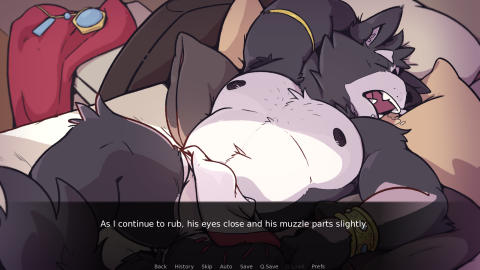 As I continue to rub, his eyes close and his muzzle parts slightly.
Back History Skip Auto Save Q.Save Q.Load Prefs